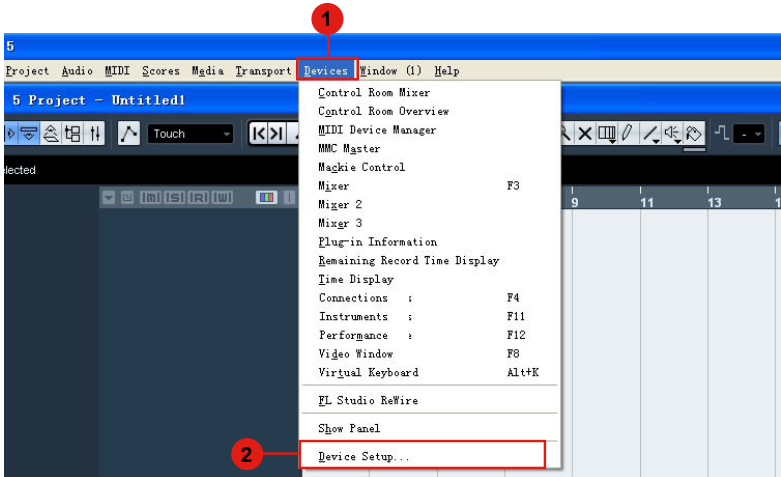 1
5
Project Audio MIDI Scores Media Transport Devices Window (1) Help
5 Project - Untitled1
Touch
lected
[M] [S] [R] [W]
9 11 13 1
Control Room Mixer
Control Room Overview
MIDI Device Manager
MMC Master
Mackie Control
Mixer F3
Mixer 2
Mixer 3
Plug-in Information
Remaining Record Time Display
Time Display
Connections : F4
Instruments : F11
Performance : F12
Video Window F8
Virtual Keyboard Alt+K
FL Studio ReWire
Show Panel
2
Device Setup...